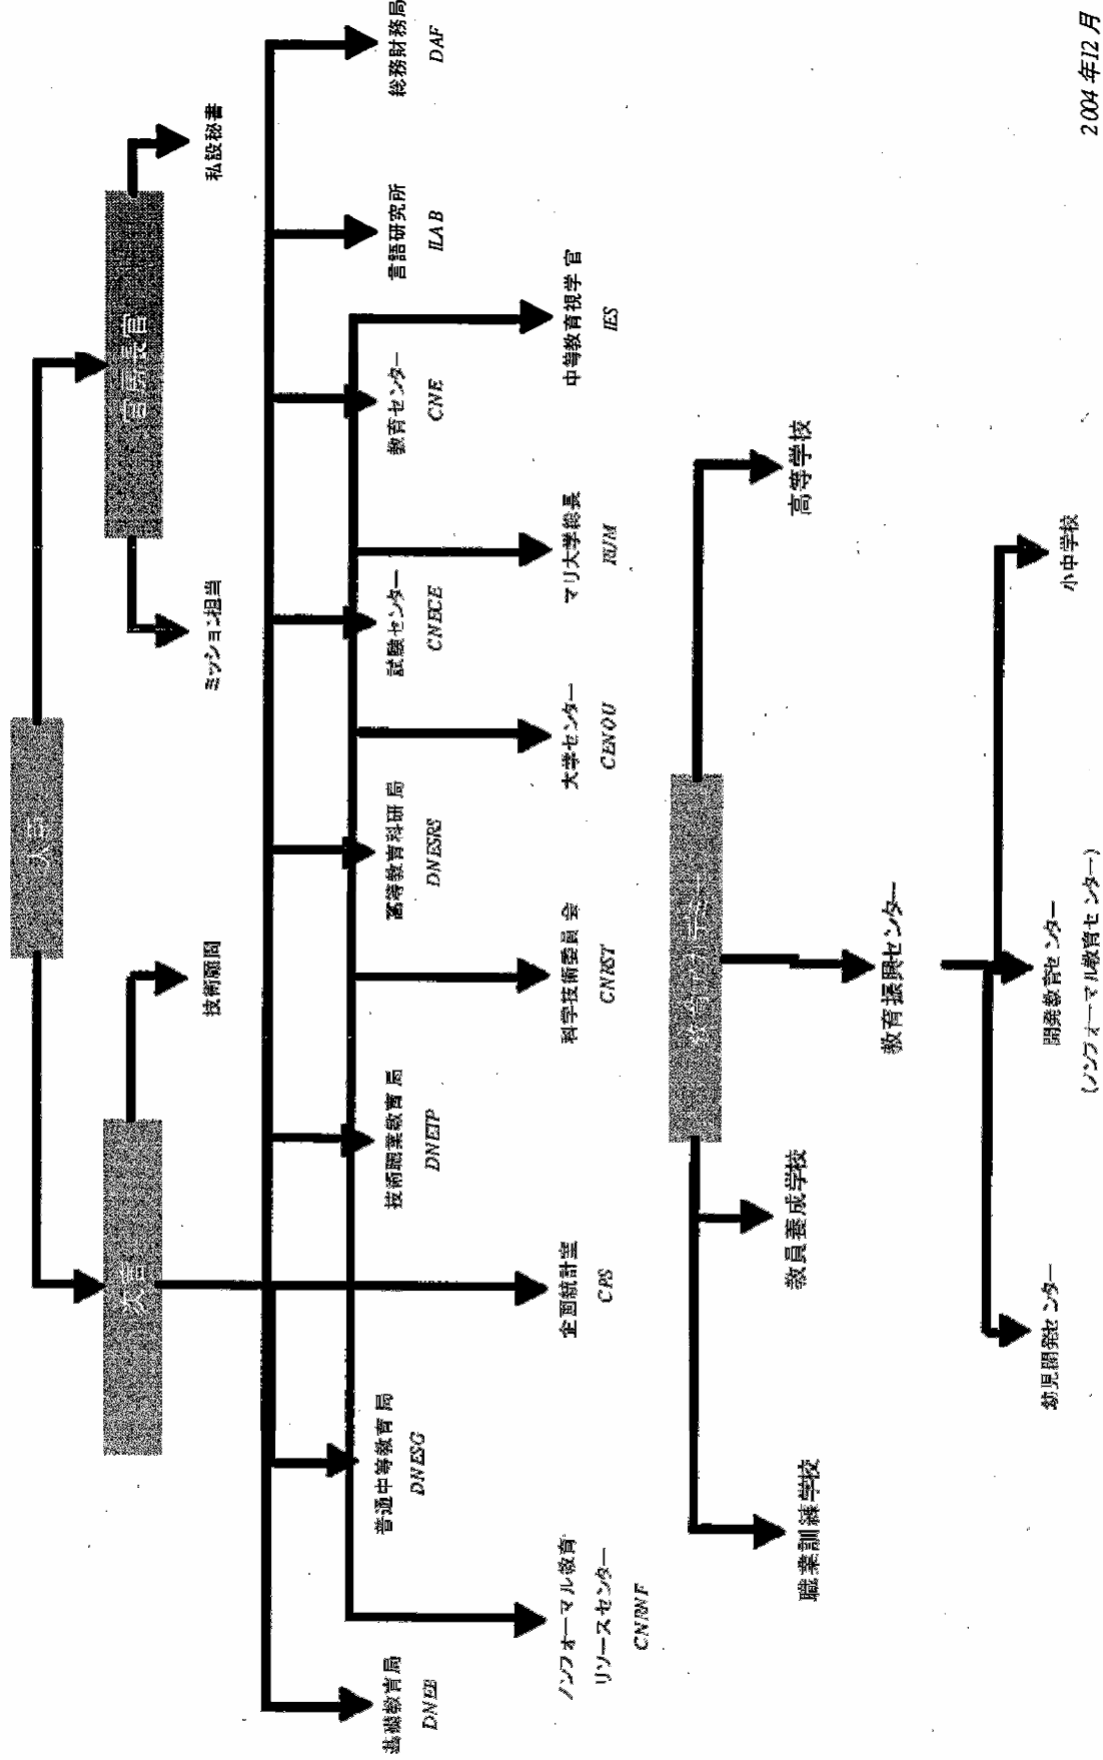 大臣
次官
官房長官
技術顧問
ミッション担当
私設秘書
基礎教育局
DNEB
普通中等教育局
DNESG
技術職業教育局
DNETP
高等教育科研局
DNESRS
試験センター
CNECE
教育センター
CNE
言語研究所
ILAB
総務財務局
DAF
ノンフォーマル教育
リソースセンター
CNRNF
企画統計室
CPS
科学技術委員会
CNRST
大学センター
CENOU
マリ大学総長
RUM
中等教育視学官
IES
教育アカデミー
職業訓練学校
教員養成学校
教育振興センター
高等学校
幼児開発センター
開発教育センター
(ノンフォーマル教育センター)
小中学校
2004年12月